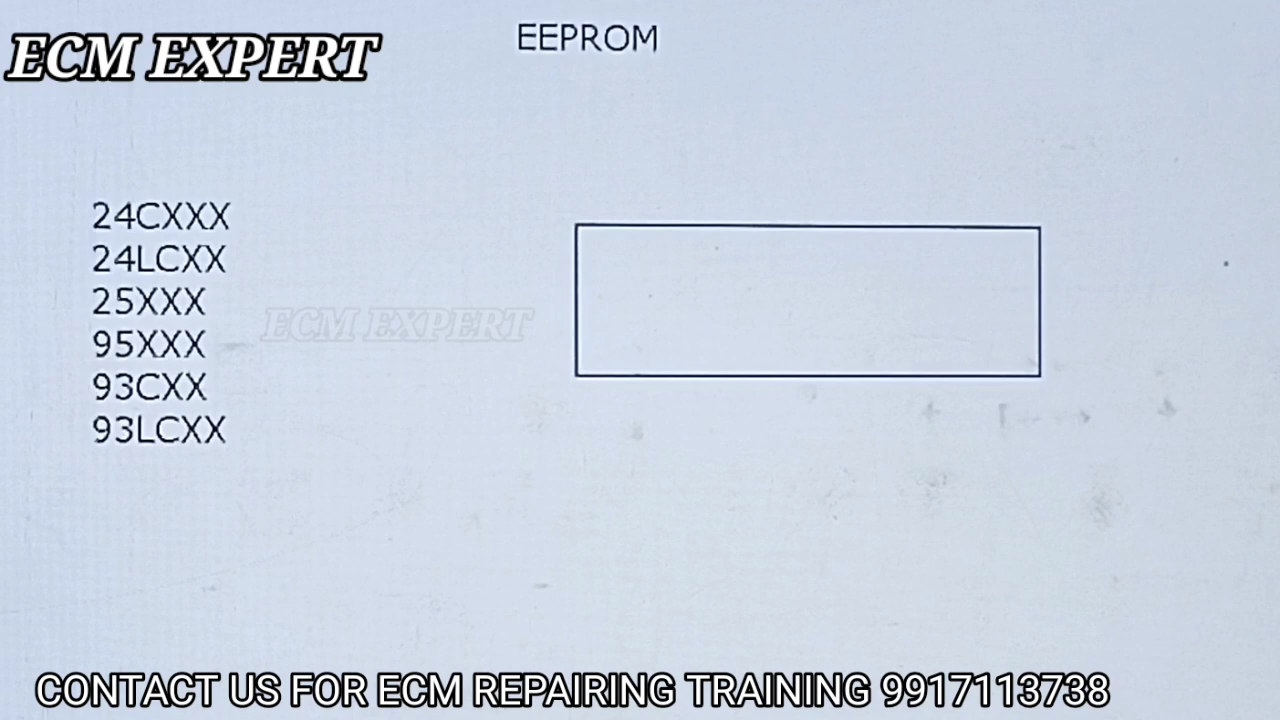 ECM EXPERT
EEPROM
24CXXX
24LCXX
25XXX
95XXX
93CXX
93LCXX
ECM EXPERT
CONTACT US FOR ECM REPAIRING TRAINING 9917113738